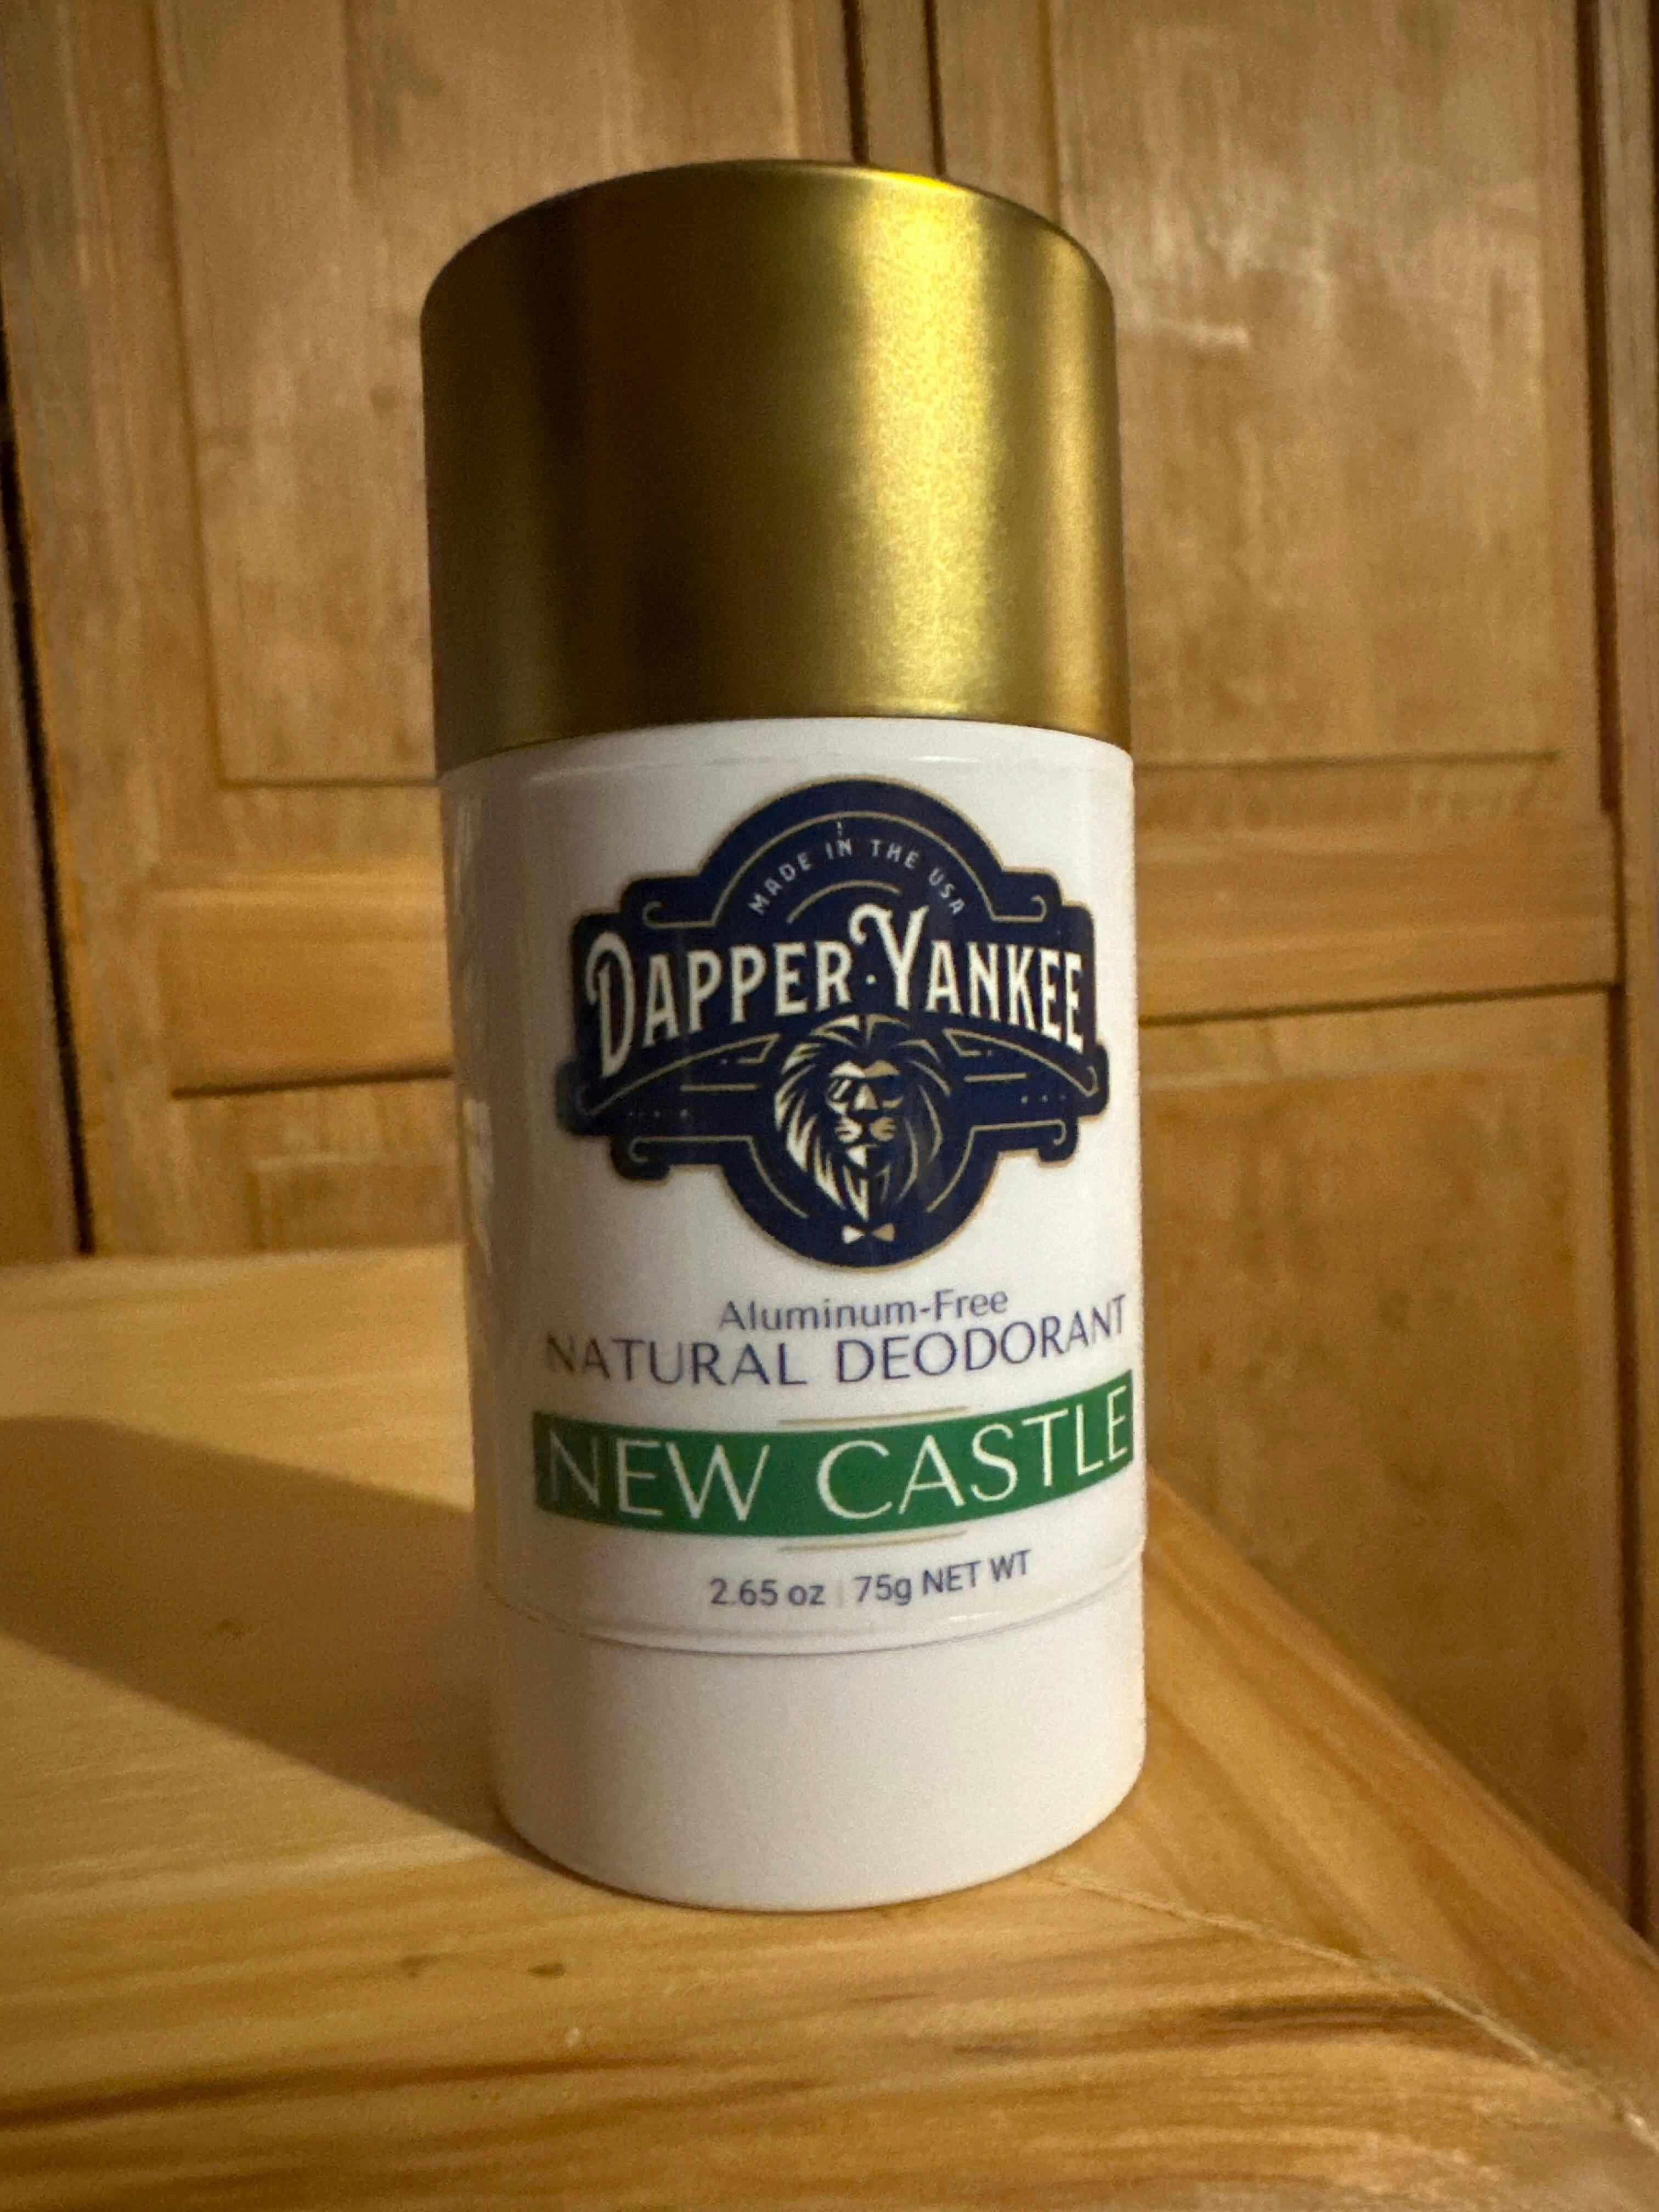 MADE IN THE USA
DAPPER · YANKEE
Aluminum-Free
NATURAL DEODORANT
NEW CASTLE
2.65 oz | 75g NET WT